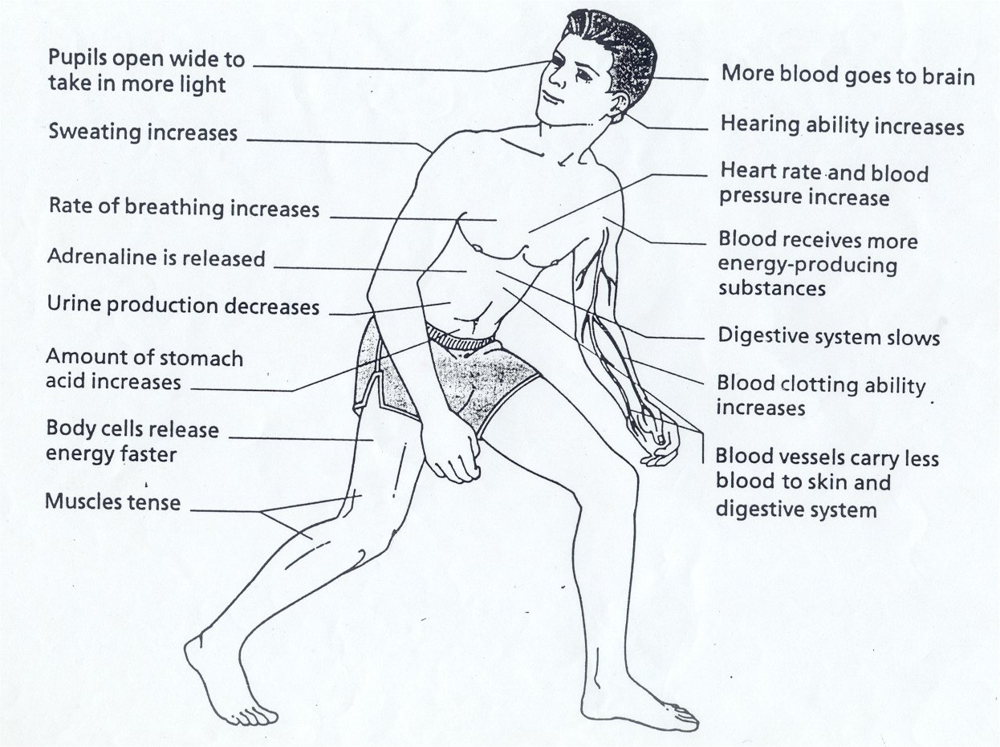 Pupils open wide to
take in more light
Sweating increases
Rate of breathing increases
Adrenaline is released
Urine production decreases
Amount of stomach
acid increases
Body cells release
energy faster
Muscles tense
More blood goes to brain
Hearing ability increases
Heart rate and blood
pressure increase
Blood receives more
energy-producing
substances
Digestive system slows
Blood clotting ability
increases
Blood vessels carry less
blood to skin and
digestive system